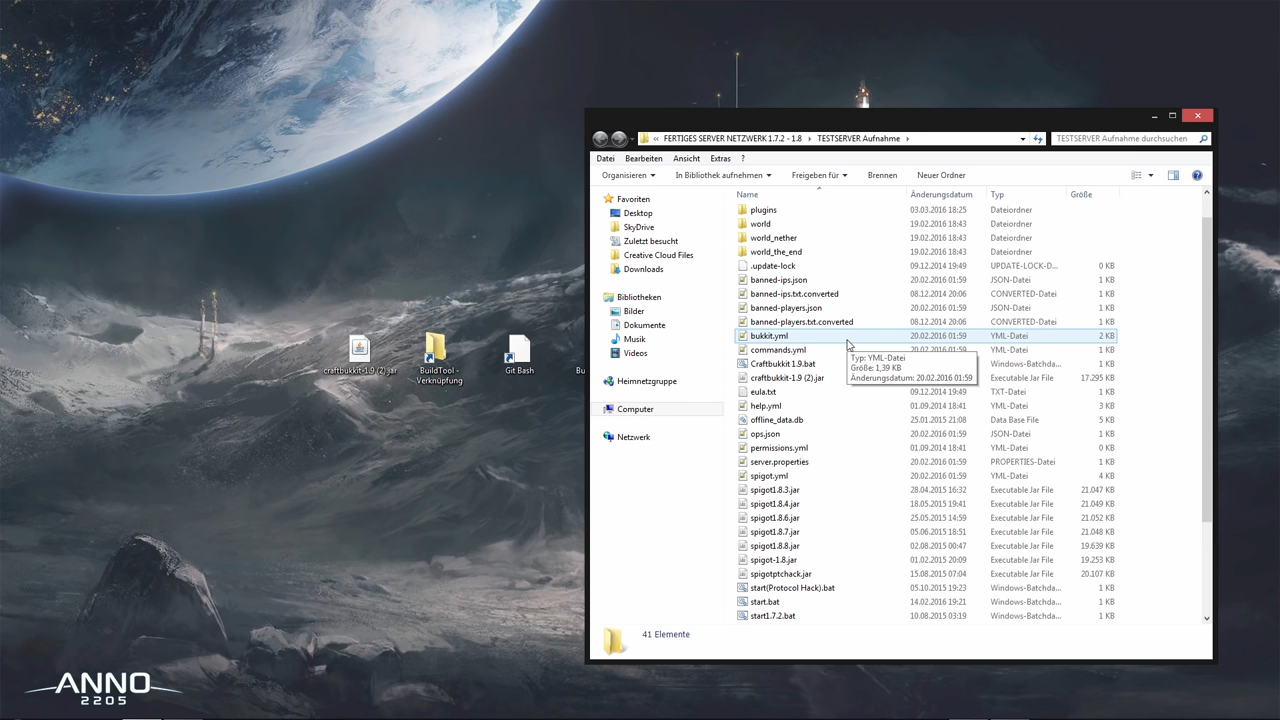 FERTIGES SERVER NETZWERK 1.7.2 - 1.8 TESTSERVER Aufnahme TESTSERVER Aufnahme durchsuchen
Datei Bearbeiten Ansicht Extras ?
Organisieren In Bibliothek aufnehmen Freigeben für Brennen Neuer Ordner
Favoriten
Desktop
SkyDrive
Zuletzt besucht
Creative Cloud Files
Downloads
Bibliotheken
Bilder
Dokumente
Musik
Videos
Heimnetzgruppe
Computer
Netzwerk
Name Änderungsdatum Typ Größe
plugins 03.03.2016 18:25 Dateiordner
world 19.02.2016 18:43 Dateiordner
world_nether 19.02.2016 18:43 Dateiordner
world_the_end 19.02.2016 18:43 Dateiordner
.update-lock 09.12.2014 19:49 UPDATE-LOCK-D... 0 KB
banned-ips.json 20.02.2016 01:59 JSON-Datei 1 KB
banned-ips.txt.converted 08.12.2014 20:06 CONVERTED-Datei 1 KB
banned-players.json 20.02.2016 01:59 JSON-Datei 1 KB
banned-players.txt.converted 08.12.2014 20:06 CONVERTED-Datei 1 KB
bukkit.yml 20.02.2016 01:59 YML-Datei 2 KB
commands.yml 20.02.2016 01:59 YML-Datei 1 KB
Craftbukkit 1.9.bat Windows-Batchda... 1 KB
craftbukkit-1.9 (2).jar Executable Jar File 17.295 KB
Typ: YML-Datei
Größe: 1,39 KB
Änderungsdatum: 20.02.2016 01:59
eula.txt 09.12.2014 19:49 TXT-Datei 1 KB
help.yml 01.09.2014 18:41 YML-Datei 3 KB
offline_data.db 25.01.2015 21:08 Data Base File 5 KB
ops.json 20.02.2016 01:59 JSON-Datei 1 KB
permissions.yml 01.09.2014 18:41 YML-Datei 0 KB
server.properties 20.02.2016 01:59 PROPERTIES-Datei 1 KB
spigot.yml 20.02.2016 01:59 YML-Datei 4 KB
spigot1.8.3.jar 28.04.2015 16:32 Executable Jar File 21.047 KB
spigot1.8.4.jar 18.05.2015 19:41 Executable Jar File 21.049 KB
spigot1.8.6.jar 25.05.2015 14:59 Executable Jar File 21.052 KB
spigot1.8.7.jar 05.06.2015 18:51 Executable Jar File 21.048 KB
spigot1.8.8.jar 02.08.2015 00:47 Executable Jar File 19.639 KB
spigot-1.8.jar 01.02.2015 20:09 Executable Jar File 19.253 KB
spigotptchack.jar 15.08.2015 07:04 Executable Jar File 20.107 KB
start(Protocol Hack).bat 05.10.2015 19:23 Windows-Batchda... 1 KB
start.bat 14.02.2016 19:21 Windows-Batchda... 1 KB
start1.7.2.bat 10.08.2015 03:19 Windows-Batchda... 1 KB
41 Elemente
craftbukkit-1.9 (2).jar
BuildTool -
Verknüpfung
Git Bash
Bu
ANNO
2205